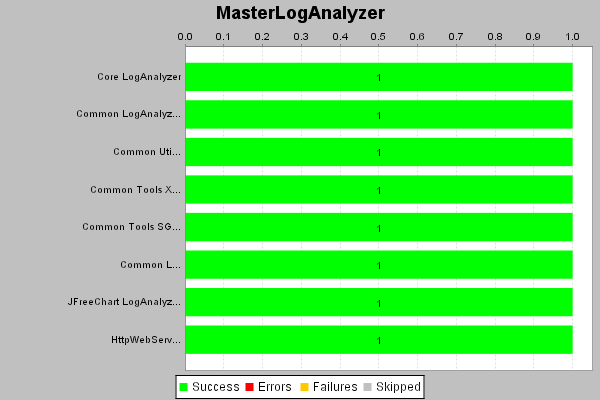 MasterLogAnalyzer
0.0 0.1 0.2 0.3 0.4 0.5 0.6 0.7 0.8 0.9 1.0
Core LogAnalyzer 1
Common LogAnalyz... 1
Common Uti... 1
Common Tools X... 1
Common Tools SG... 1
Common L... 1
JFreeChart LogAnalyz... 1
HttpWebServ... 1
Success Errors Failures Skipped